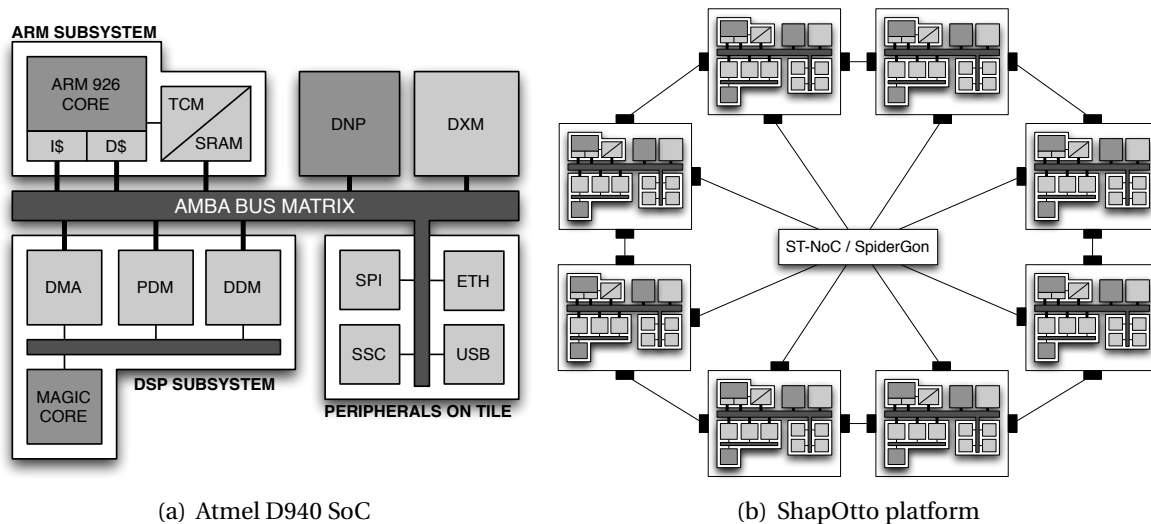 ARM SUBSYSTEM
ARM 926
CORE
I$
D$
TCM
SRAM
DNP
DXM
AMBA BUS MATRIX
DMA
PDM
DDM
MAGIC
CORE
DSP SUBSYSTEM
SPI
ETH
SSC
USB
PERIPHERALS ON TILE
(a) Atmel D940 SoC
ST-NoC / SpiderGon
(b) ShapOtto platform